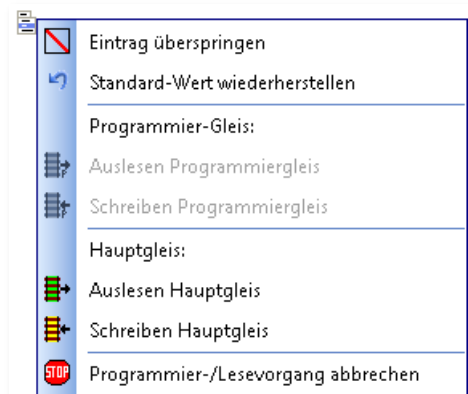 Eintrag überspringen
Standard-Wert wiederherstellen
Programmier-Gleis:
Auslesen Programmiergleis
Schreiben Programmiergleis
Hauptgleis:
Auslesen Hauptgleis
Schreiben Hauptgleis
STOP Programmier-/Lesevorgang abbrechen